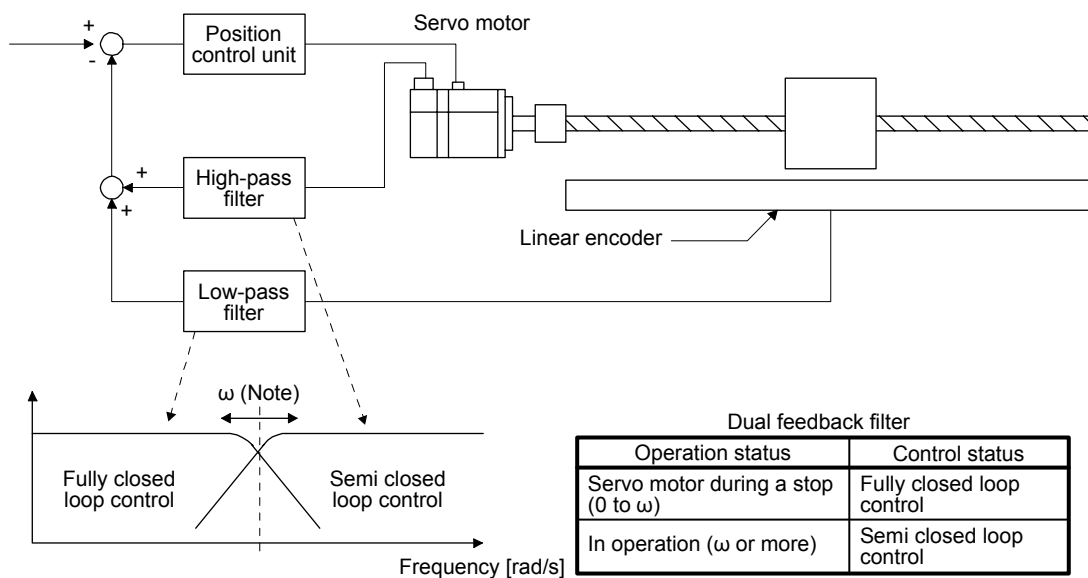 +
-
Position
control unit
Servo motor
+
+
High-pass
filter
Linear encoder
Low-pass
filter
ω (Note)
Fully closed
loop control
Semi closed
loop control
Frequency [rad/s]
Dual feedback filter
Operation status Control status
Servo motor during a stop
(0 to ω)
Fully closed loop
control
In operation (ω or more)
Semi closed loop
control